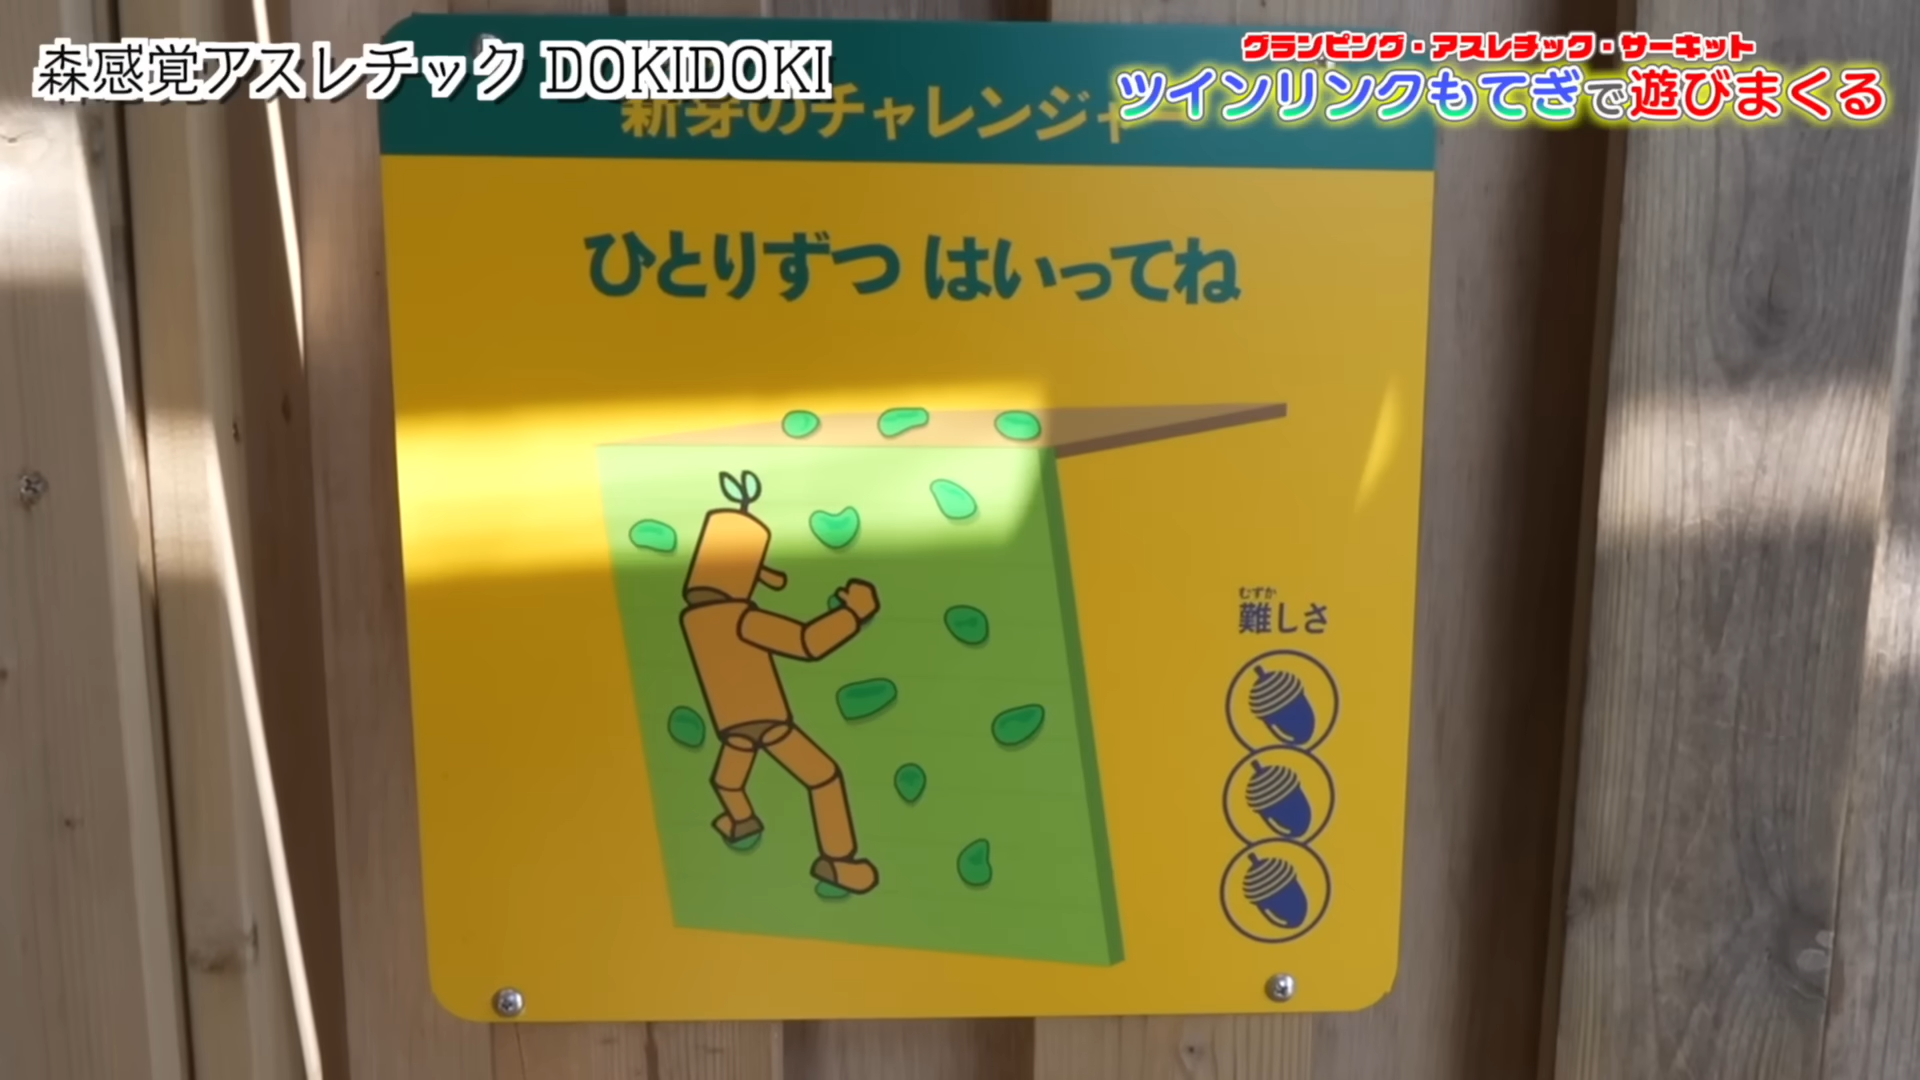 森感覚アスレチック DOKIDOKI
グランピング・アスレチック・サーキット
ツインリンクもてぎで遊びまくる
新芽のチャレンジャー
ひとりずつ はいってね
むずか
難しさ